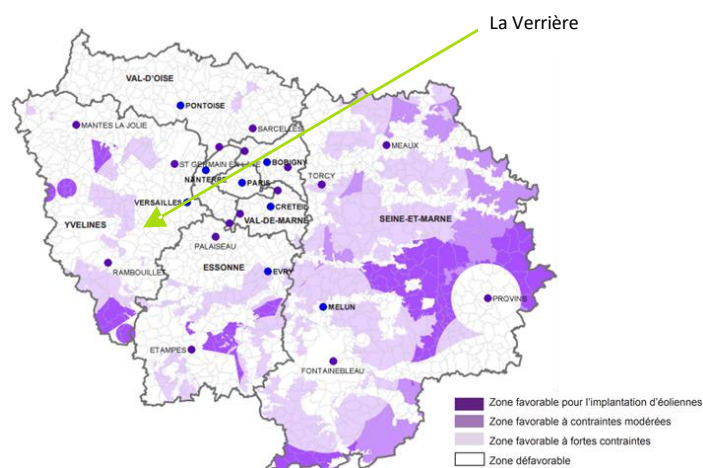 La Verrière
VAL-D'OISE
PONTOISE
MANTES LA JOLIE
SARCELLES
MEAUX
ST GERMAIN EN LAYE
BOBIGNY
NANTERRE
PARIS
TORCY
VERSAILLES
CRETEIL
VAL-DE-MARNE
SEINE-ET-MARNE
YVELINES
PALAISEAU
ESSONNE
RAMBOUILLET
EVRY
PROVINS
MELUN
ETAMPES
FONTAINEBLEAU
Zone favorable pour l'implantation d'éoliennes
Zone favorable à contraintes modérées
Zone favorable à fortes contraintes
Zone défavorable